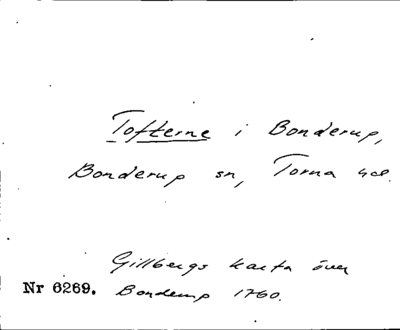 Tofterne i Bonderup,
Bonderup sn, Torna hd.
Gillbergs karta över
Nr 6269. Bonderup 1760.